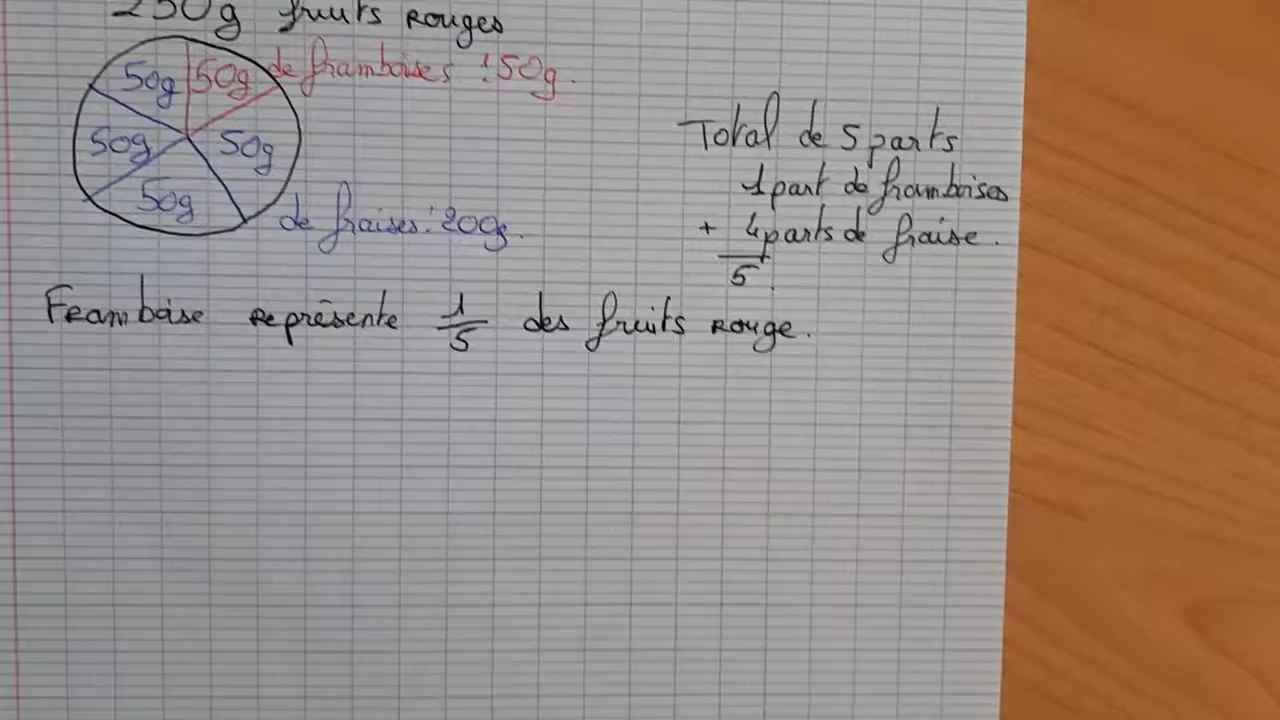 250g fruits rouges
50g 50g de framboises : 50g.
50g 50g
50g
de fraises : 200g.
Total de 5 parts
1 part de framboises
+ 4 parts de fraise.
5
Framboise représente 1/5 des fruits rouge.